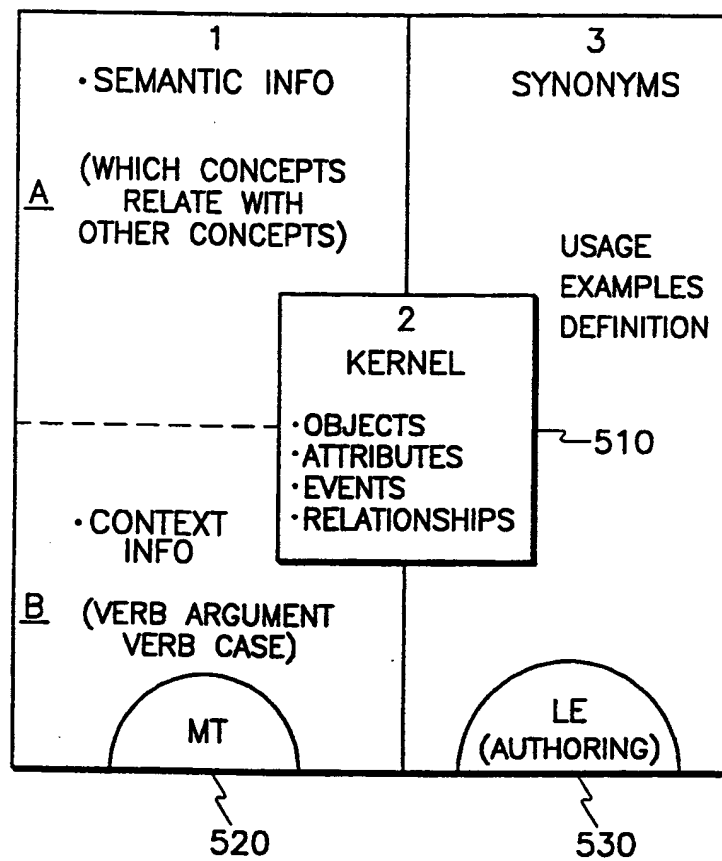 1
·SEMANTIC INFO
A
(WHICH CONCEPTS
RELATE WITH
OTHER CONCEPTS)
3
SYNONYMS
USAGE
EXAMPLES
DEFINITION
2
KERNEL
·OBJECTS
·ATTRIBUTES
·EVENTS
·RELATIONSHIPS
510
·CONTEXT
INFO
B
(VERB ARGUMENT
VERB CASE)
MT
LE
(AUTHORING)
520
530